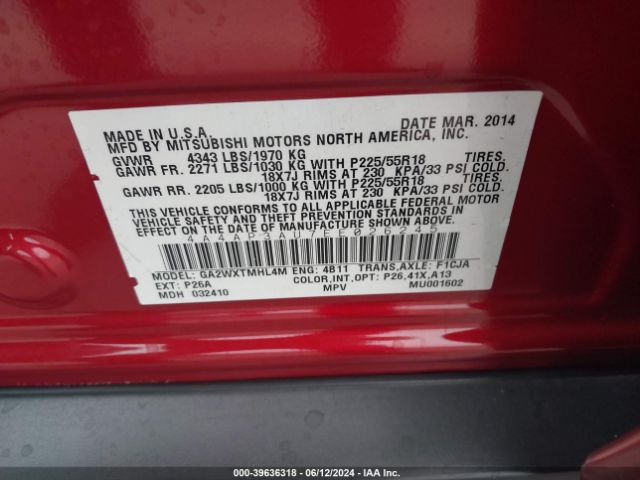 MADE IN U.S.A. DATE MAR. 2014
MFD BY MITSUBISHI MOTORS NORTH AMERICA, INC.
GVWR 4343 LBS/1970 KG
GAWR FR. 2271 LBS/1030 KG WITH P225/55R18 TIRES.
18X7J RIMS AT 230 KPA/33 PSI COLD.
GAWR RR. 2205 LBS/1000 KG WITH P225/55R18 TIRES.
18X7J RIMS AT 230 KPA/33 PSI COLD.
THIS VEHICLE CONFORMS TO ALL APPLICABLE FEDERAL MOTOR
VEHICLE SAFETY AND THEFT PREVENTION STANDARDS IN
EFFECT ON THE DATE OF MANUFACTURE SHOWN ABOVE.
4A4AP3AU7EE026245
MODEL: GA2WXTMHL4M ENG: 4B11 TRANS,AXLE: F1CJA
EXT: P26A COLOR,INT,OPT: P26,41X,A13
MDH 032410 MPV MU001602
000-39636318 - 06/12/2024 - IAA Inc.